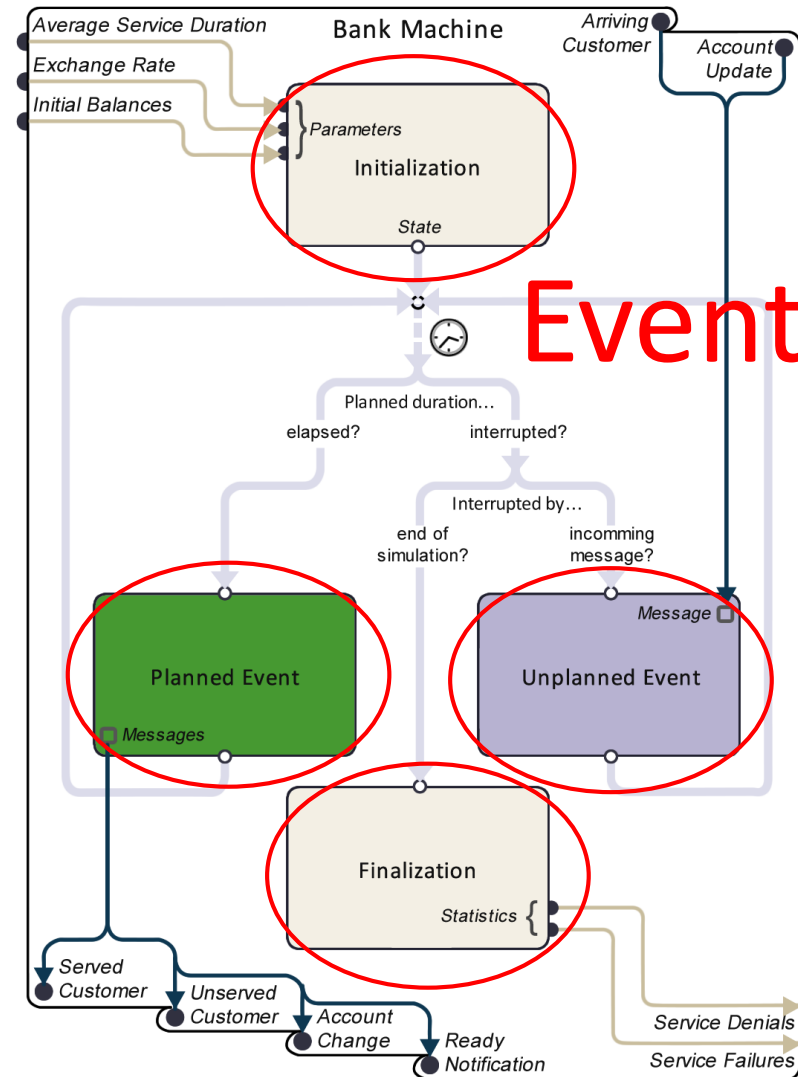 Average Service Duration
Bank Machine
Arriving
Customer
Account
Update
Exchange Rate
Initial Balances
Parameters
Initialization
State
Event
Planned duration...
elapsed?
interrupted?
Interrupted by...
end of
simulation?
incomming
message?
Message
Planned Event
Unplanned Event
Messages
Finalization
Statistics
Served
Customer
Unserved
Customer
Account
Change
Ready
Notification
Service Denials
Service Failures